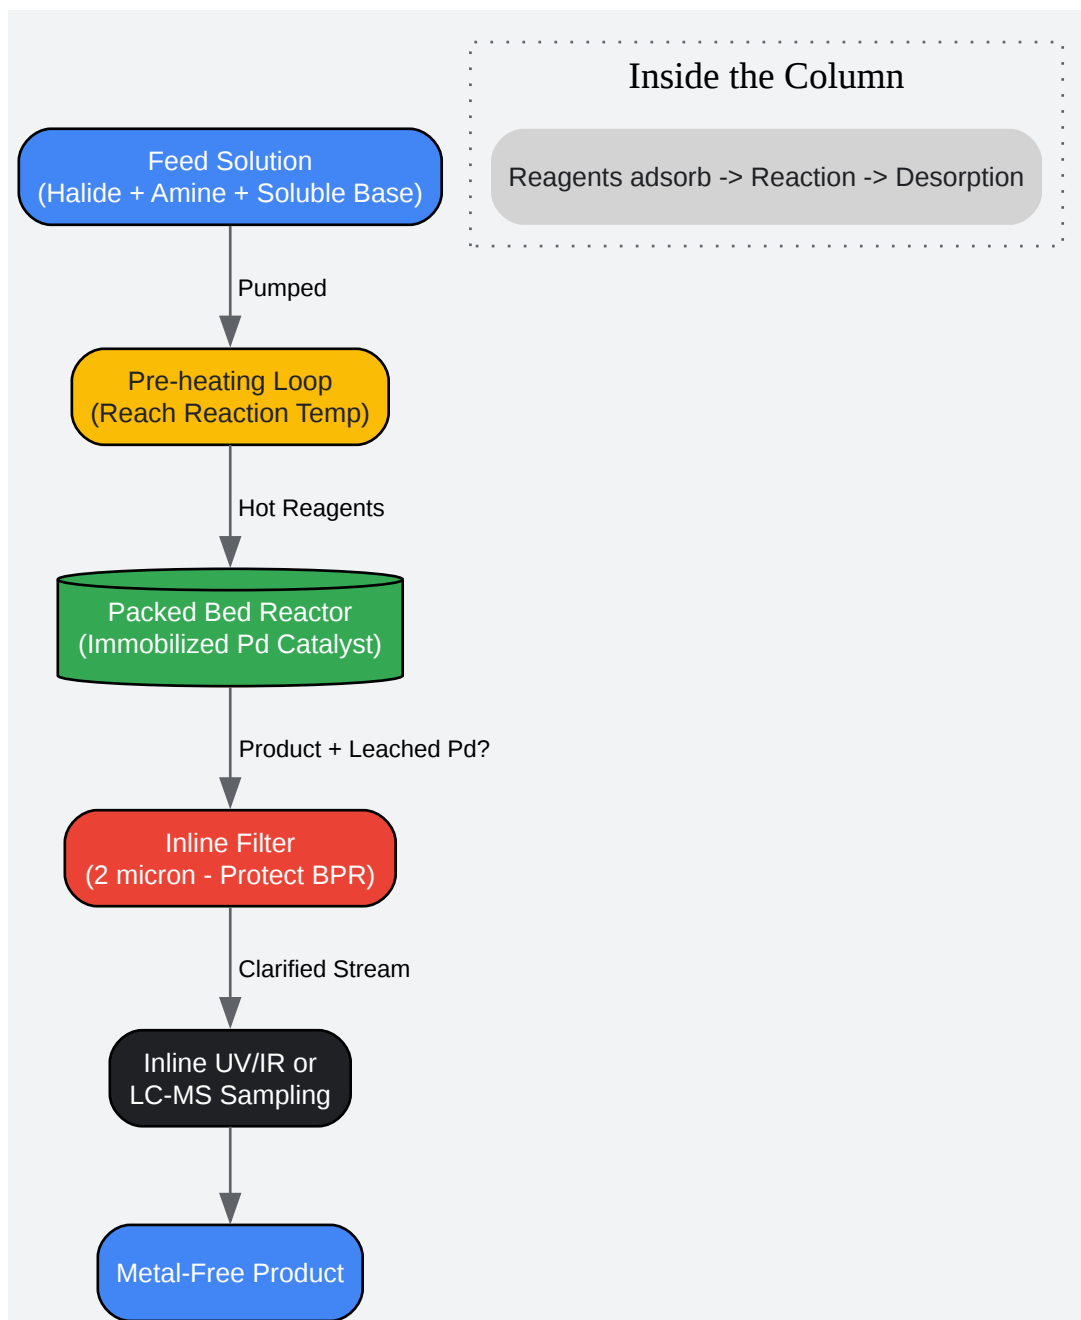 Inside the Column
Reagents adsorb -> Reaction -> Desorption
Feed Solution
(Halide + Amine + Soluble Base)
Pumped
Pre-heating Loop
(Reach Reaction Temp)
Hot Reagents
Packed Bed Reactor
(Immobilized Pd Catalyst)
Product + Leached Pd?
Inline Filter
(2 micron - Protect BPR)
Clarified Stream
Inline UV/IR or
LC-MS Sampling
Metal-Free Product